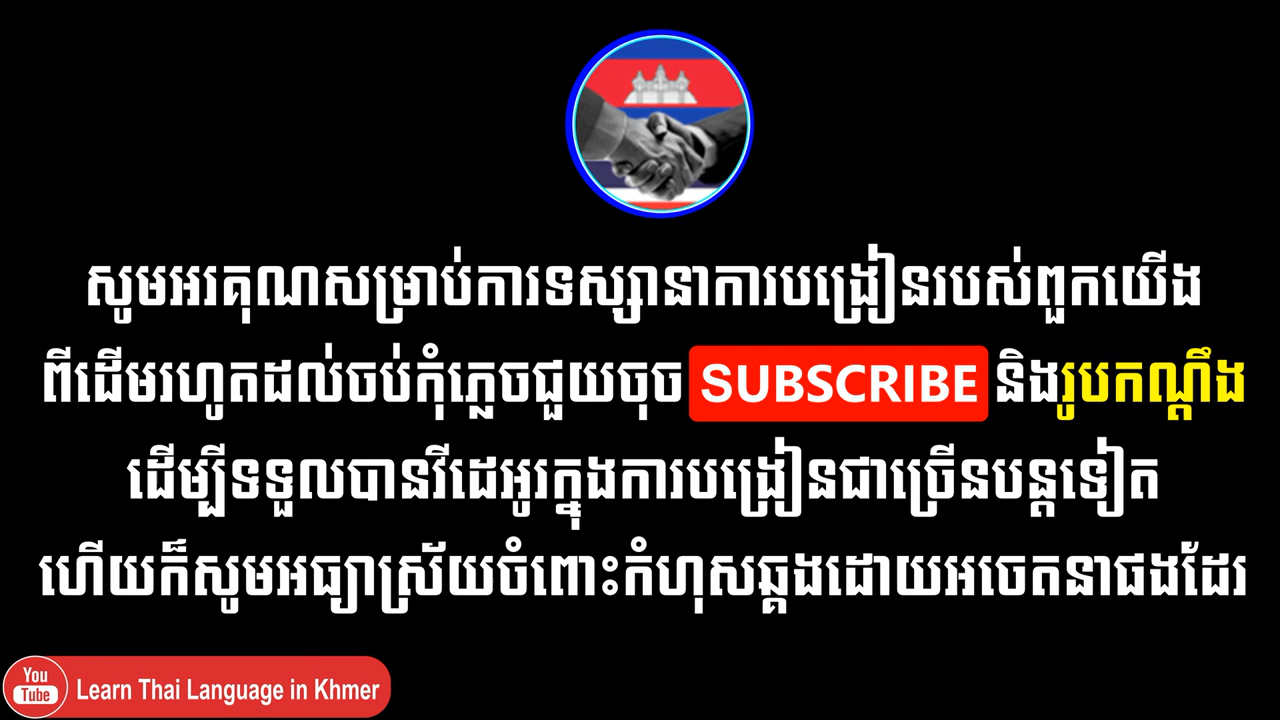 សូមអរគុណសម្រាប់ការទស្សានាការបង្រៀនរបស់ពួកយើង
ពីដើមរហូតដល់ចប់កុំភ្លេចជួយចុច SUBSCRIBE និងរូបកណ្ដឹង
ដើម្បីទទួលបានវីដេអូរក្នុងការបង្រៀនជាច្រើនបន្តទៀត
ហើយក៏សូមអធ្យាស្រ័យចំពោះកំហុសឆ្គងដោយអចេតនាផងដែរ
You
Tube
Learn Thai Language in Khmer